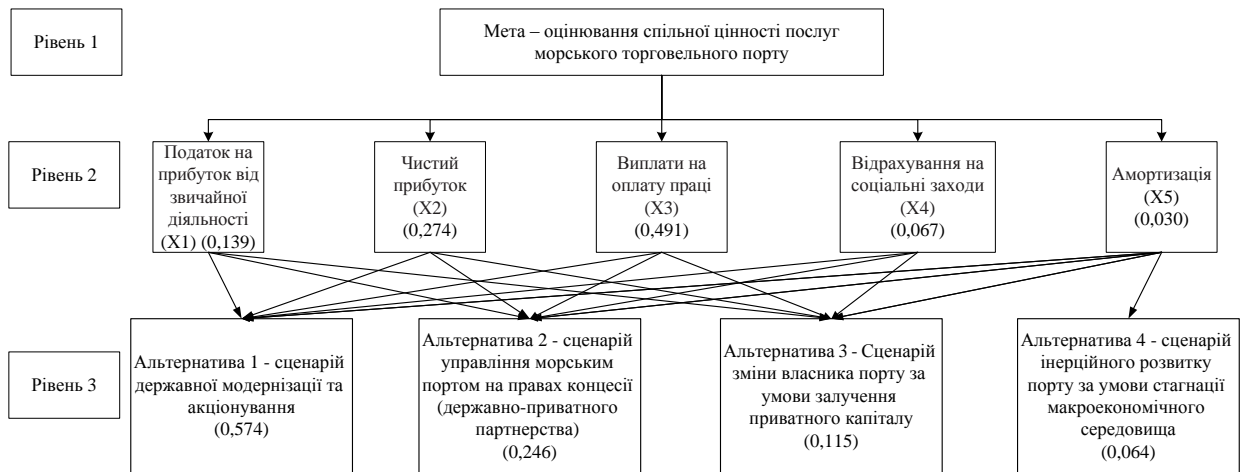 Рівень 1
Мета – оцінювання спільної цінності послуг
морського торговельного порту
Рівень 2
Податок на
прибуток від
звичайної
діяльності
(X1) (0,139)
Чистий
прибуток
(X2)
(0,274)
Виплати на
оплату праці
(X3)
(0,491)
Відрахування на
соціальні заходи
(X4)
(0,067)
Амортизація
(X5)
(0,030)
Рівень 3
Альтернатива 1 - сценарій
державної модернізації та
акціонування
(0,574)
Альтернатива 2 - сценарій
управління морським
портом на правах концесії
(державно-приватного
партнерства)
(0,246)
Альтернатива 3 - Сценарій
зміни власника порту за
умови залучення
приватного капіталу
(0,115)
Альтернатива 4 - сценарій
інерційного розвитку
порту за умови стагнації
макроекономічного
середовища
(0,064)